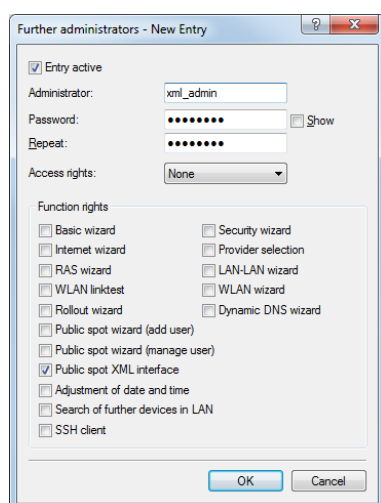 Further administrators - New Entry
Entry active
Administrator: xml_admin
Password: ●●●●●●●● Show
Repeat: ●●●●●●●●
Access rights: None
Function rights
Basic wizard Security wizard
Internet wizard Provider selection
RAS wizard LAN-LAN wizard
WLAN linktest WLAN wizard
Rollout wizard Dynamic DNS wizard
Public spot wizard (add user)
Public spot wizard (manage user)
Public spot XML interface
Adjustment of date and time
Search of further devices in LAN
SSH client
OK Cancel